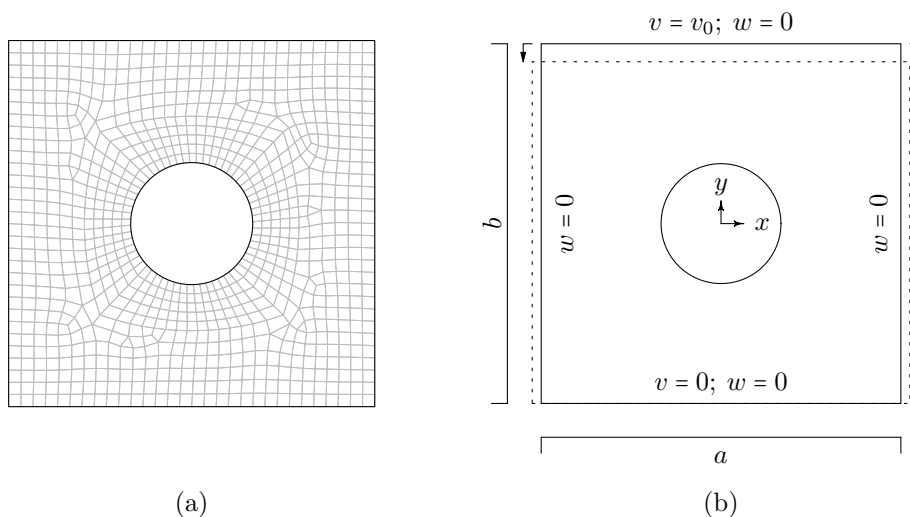 v = v₀; w = 0
b
w = 0
y
x
w = 0
v = 0; w = 0
a
(a)
(b)